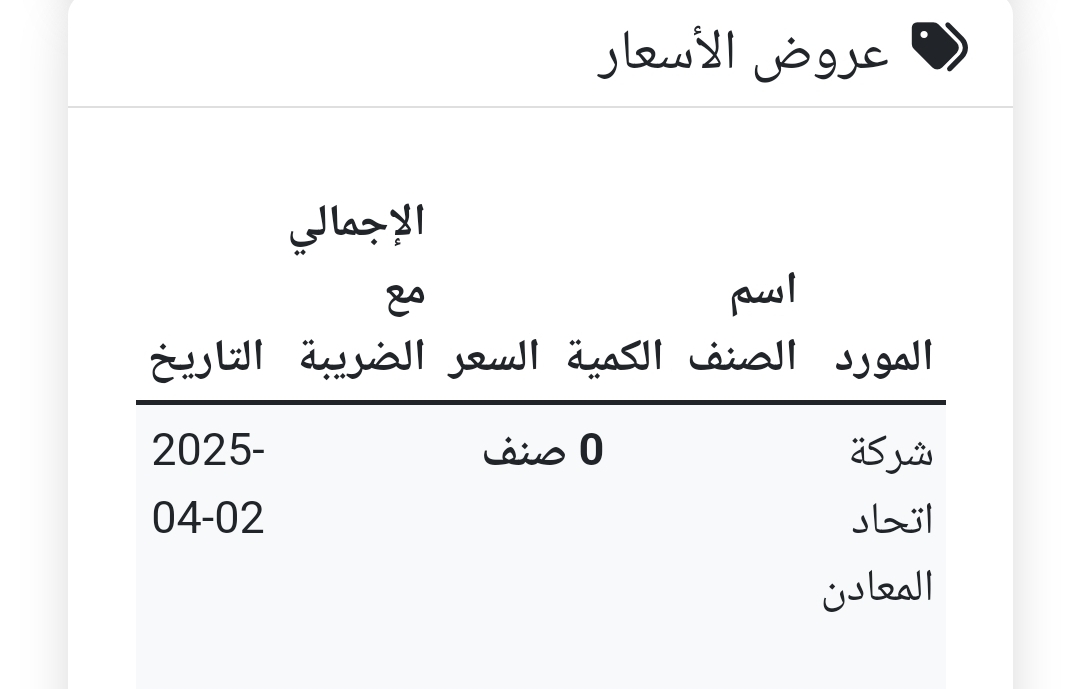 عروض الأسعار
المورد اسم الصنف الكمية السعر الإجمالي مع الضريبة التاريخ
شركة 0 صنف 2025-
اتحاد 04-02
المعادن